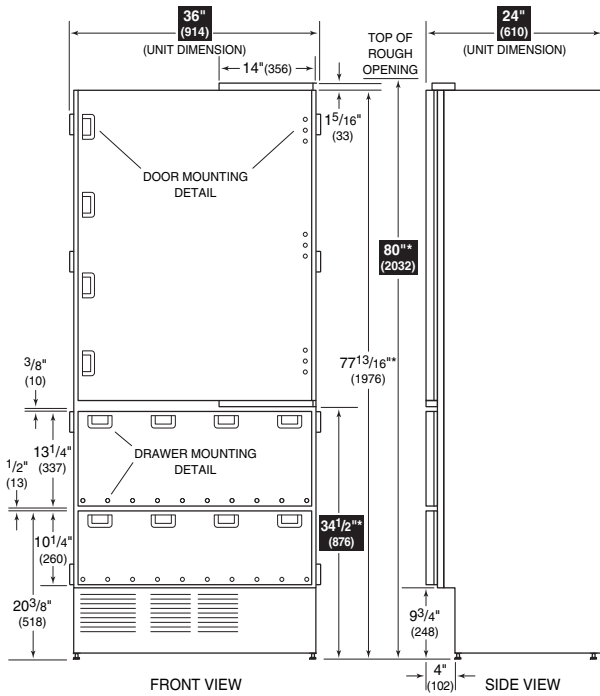 36"
(914)
(UNIT DIMENSION)
24"
(610)
(UNIT DIMENSION)
TOP OF
ROUGH
OPENING
14" (356)
1 5/16"
(33)
DOOR MOUNTING
DETAIL
80"*
(2032)
77 13/16"*
(1976)
3/8"
(10)
13 1/4"
(337)
DRAWER MOUNTING
DETAIL
1/2"
(13)
34 1/2"*
(876)
10 1/4"
(260)
20 3/8"
(518)
9 3/4"
(248)
4"
(102)
FRONT VIEW
SIDE VIEW